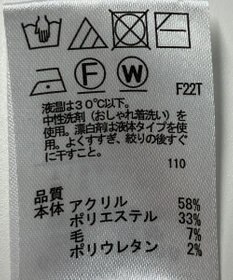 F
W
F22T
液温は30℃以下。
中性洗剤(おしゃれ着洗い)を
使用。漂白剤は液体タイプを使
用。よくすすぎ、絞りの後すぐ
に干すこと。
110
品質
本体 アクリル 58%
ポリエステル 33%
毛 7%
ポリウレタン 2%